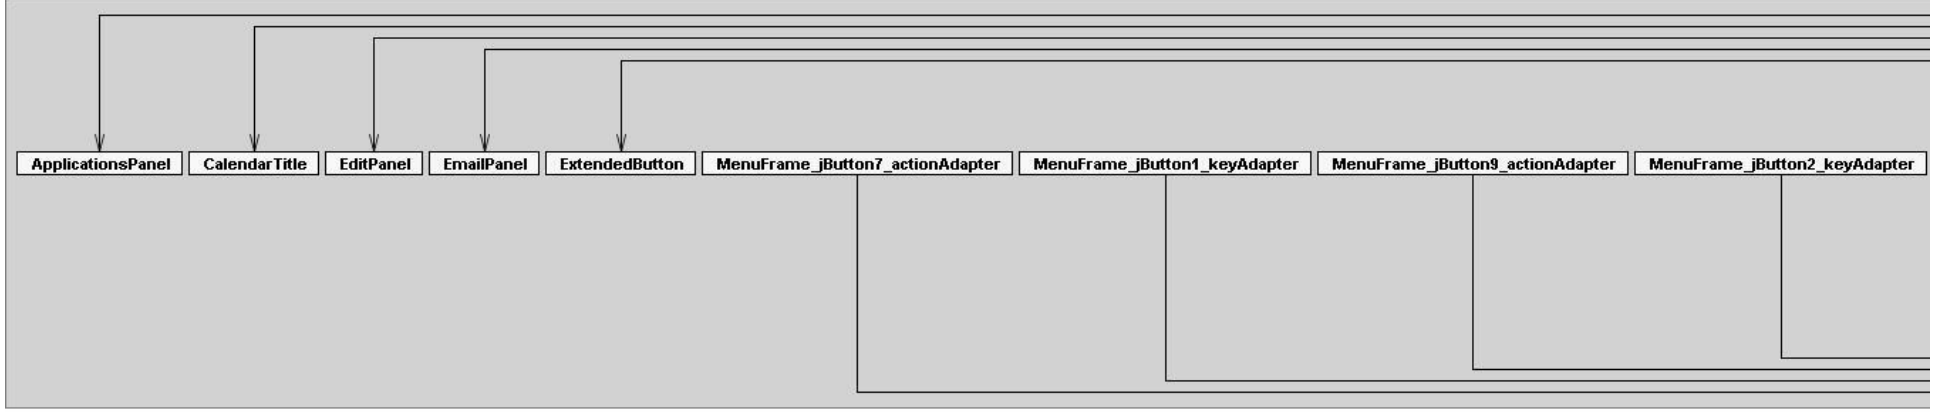 ApplicationsPanel
CalendarTitle
EditPanel
EmailPanel
ExtendedButton
MenuFrame_jButton7_actionAdapter
MenuFrame_jButton1_keyAdapter
MenuFrame_jButton9_actionAdapter
MenuFrame_jButton2_keyAdapter